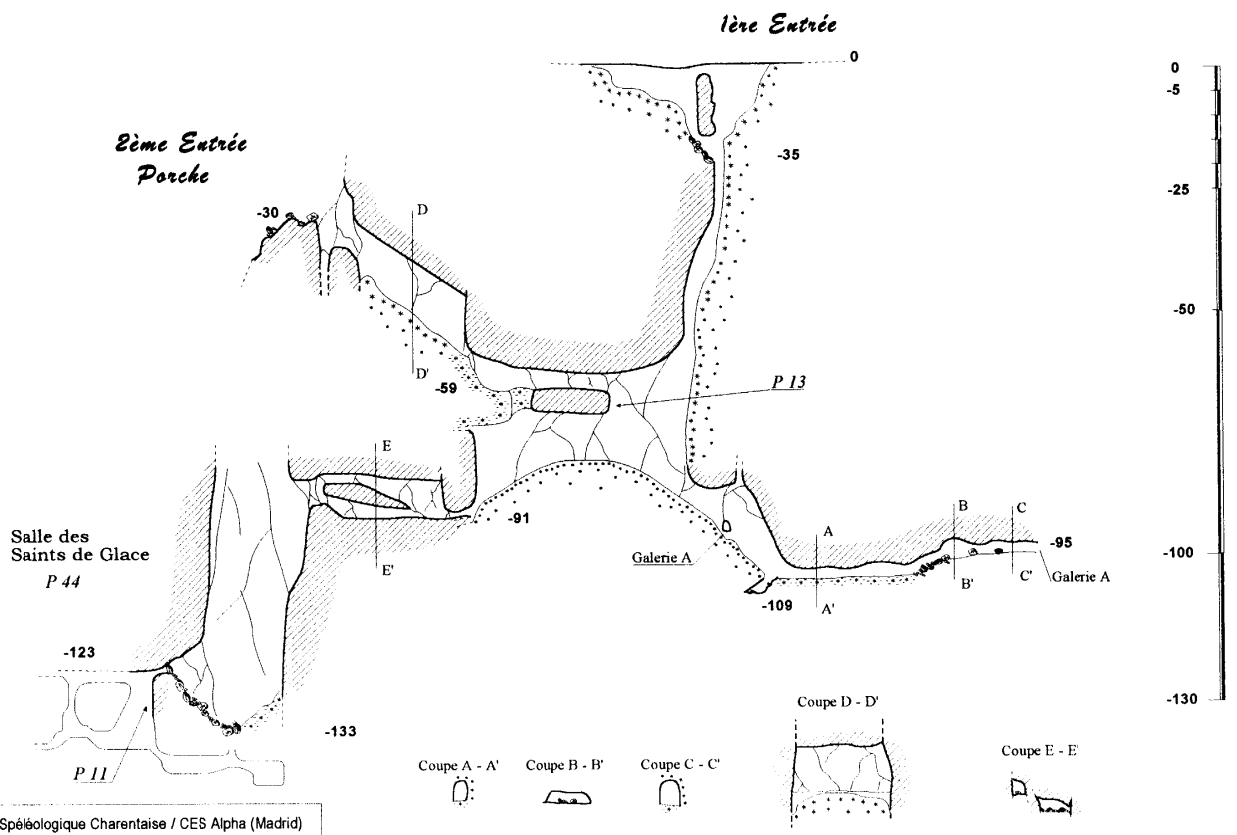 1ère Entrée
0
0
-5
2ème Entrée
Porche
-35
-25
-30
D
-50
D'
-59
P 13
E
-91
B
C
Salle des
Saints de Glace
P 44
A
-95
Galerie A
-100
E'
B'
C'
Galerie A
-109
A'
-123
-130
Coupe D - D'
-133
Coupe E - E'
P 11
Coupe A - A'
Coupe B - B'
Coupe C - C'
Spéléologique Charentaise / CES Alpha (Madrid)